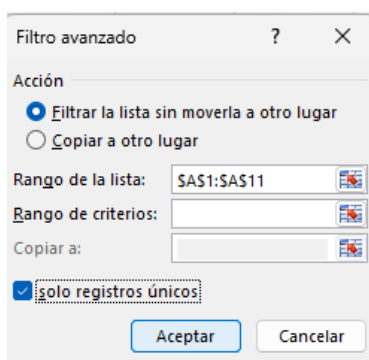 Filtro avanzado ? ×
Acción
Filtrar la lista sin moverla a otro lugar
Copiar a otro lugar
Rango de la lista: $A$1:$A$11
Rango de criterios:
Copiar a:
solo registros únicos
Aceptar Cancelar